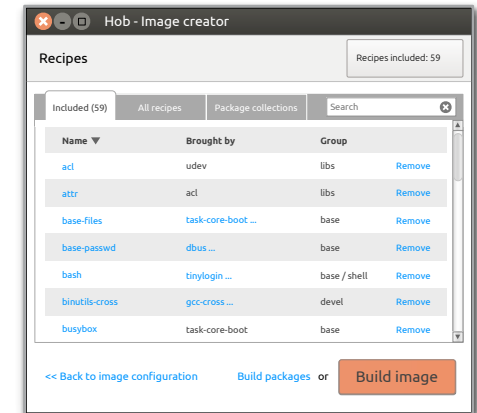 Hob - Image creator
Recipes
Recipes included: 59
Included (59) All recipes Package collections Search
Name ▼ Brought by Group
acl udev libs Remove
attr acl libs Remove
base-files task-core-boot ... base Remove
base-passwd dbus ... base Remove
bash tinylogin ... base / shell Remove
binutils-cross gcc-cross ... devel Remove
busybox task-core-boot base Remove
<< Back to image configuration Build packages or Build image